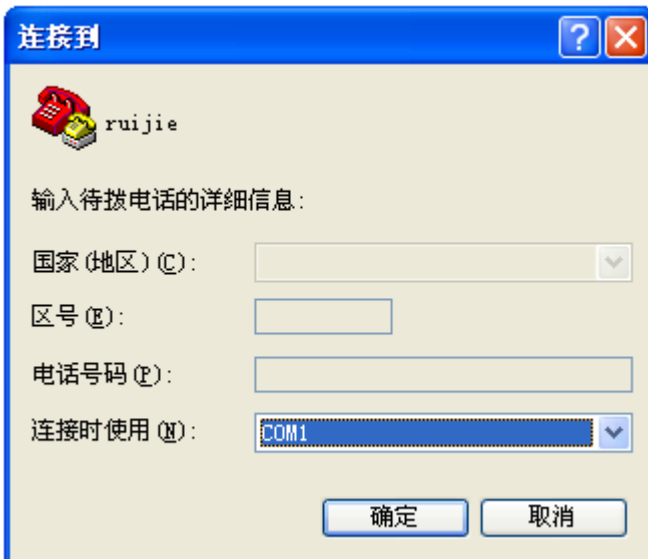 连接到
ruijie
输入待拨电话的详细信息:
国家(地区)(C):
区号(E):
电话号码(P):
连接时使用(N):
COM1
确定
取消